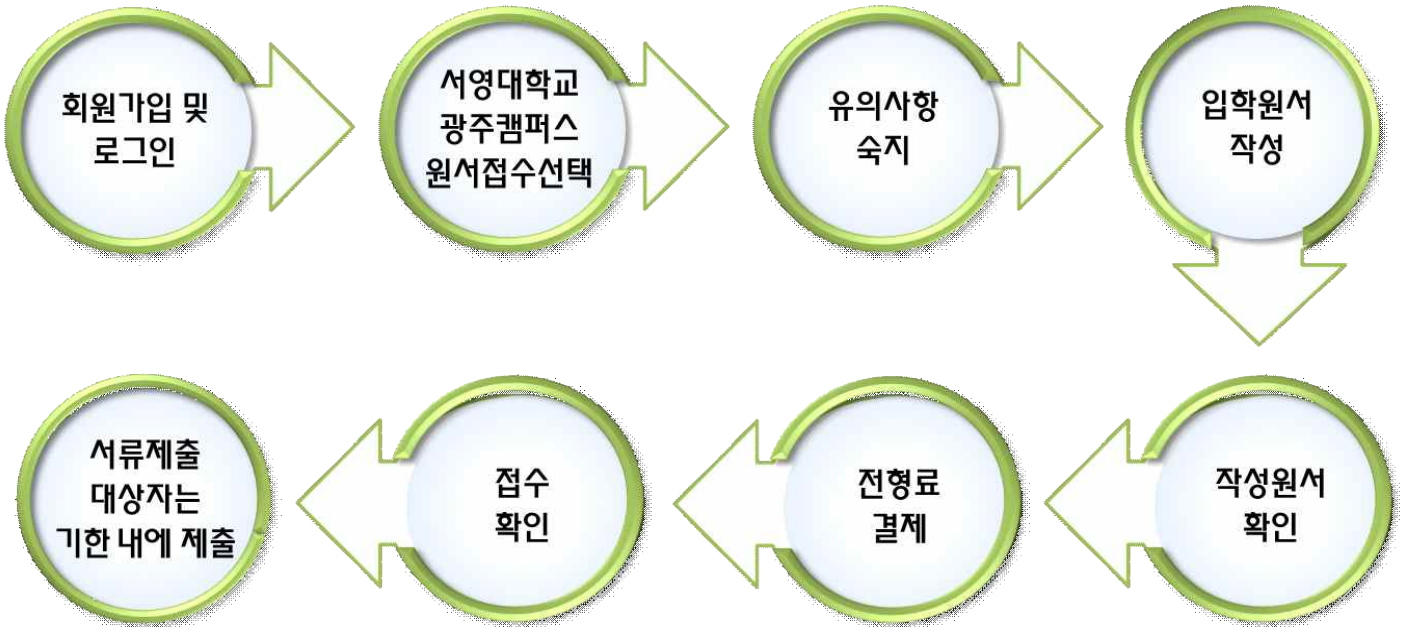 회원가입 및
로그인
서영대학교
광주캠퍼스
원서접수선택
유의사항
숙지
입학원서
작성
작성원서
확인
전형료
결제
접수
확인
서류제출
대상자는
기한 내에 제출